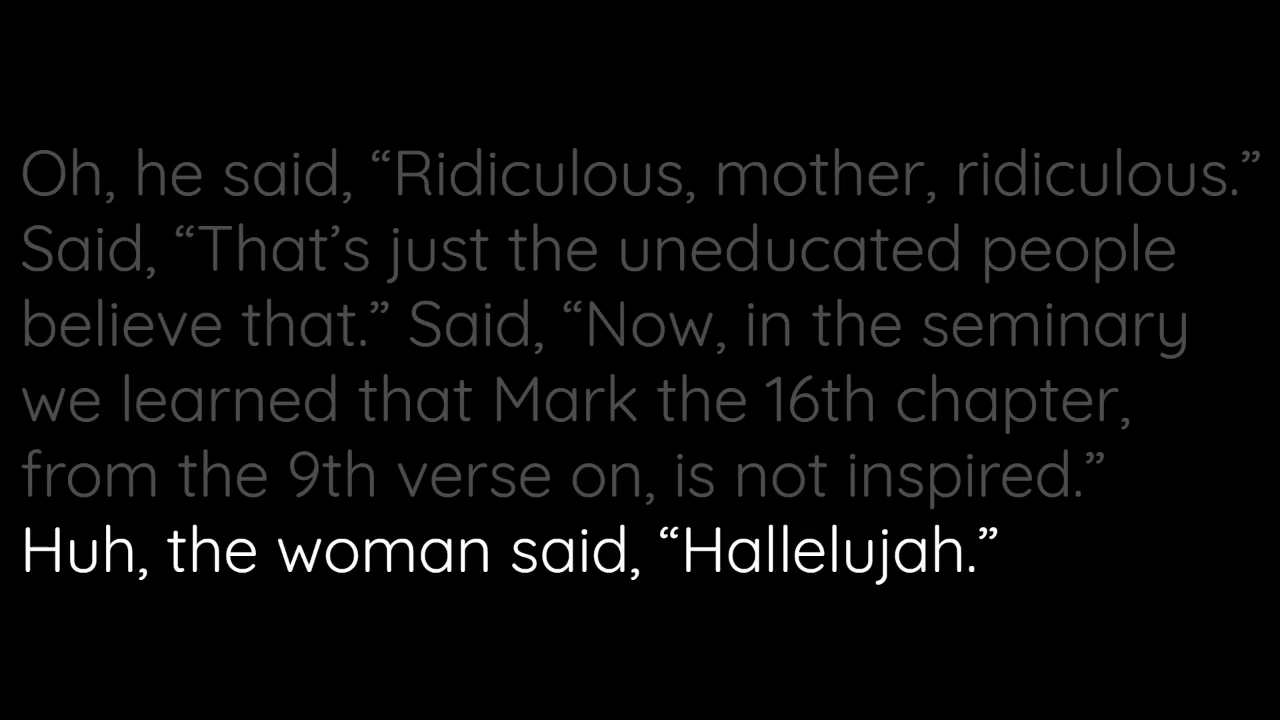 Oh, he said, “Ridiculous, mother, ridiculous.”
Said, “That’s just the uneducated people
believe that.” Said, “Now, in the seminary
we learned that Mark the 16th chapter,
from the 9th verse on, is not inspired.”
Huh, the woman said, “Hallelujah.”